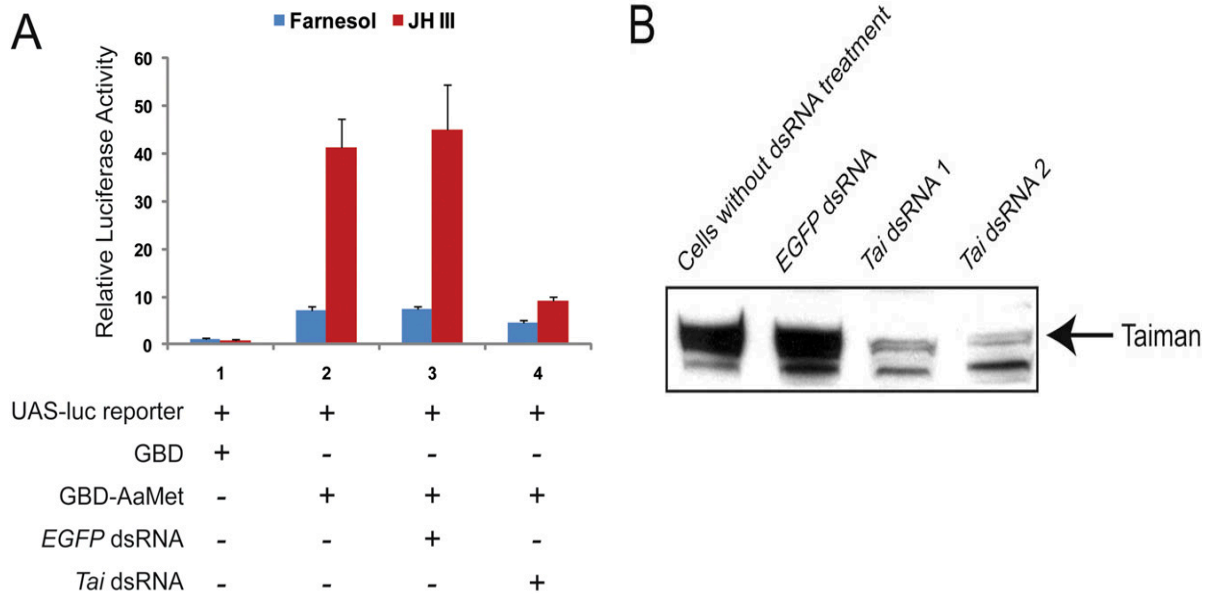 A
Farnesol JH III
Relative Luciferase Activity
60
50
40
30
20
10
0
1 2 3 4
UAS-luc reporter + + + +
GBD + - - -
GBD-AaMet - + + +
EGFP dsRNA - - + -
Tai dsRNA - - - +
B
Cells without dsRNA treatment
EGFP dsRNA
Tai dsRNA 1
Tai dsRNA 2
Taiman